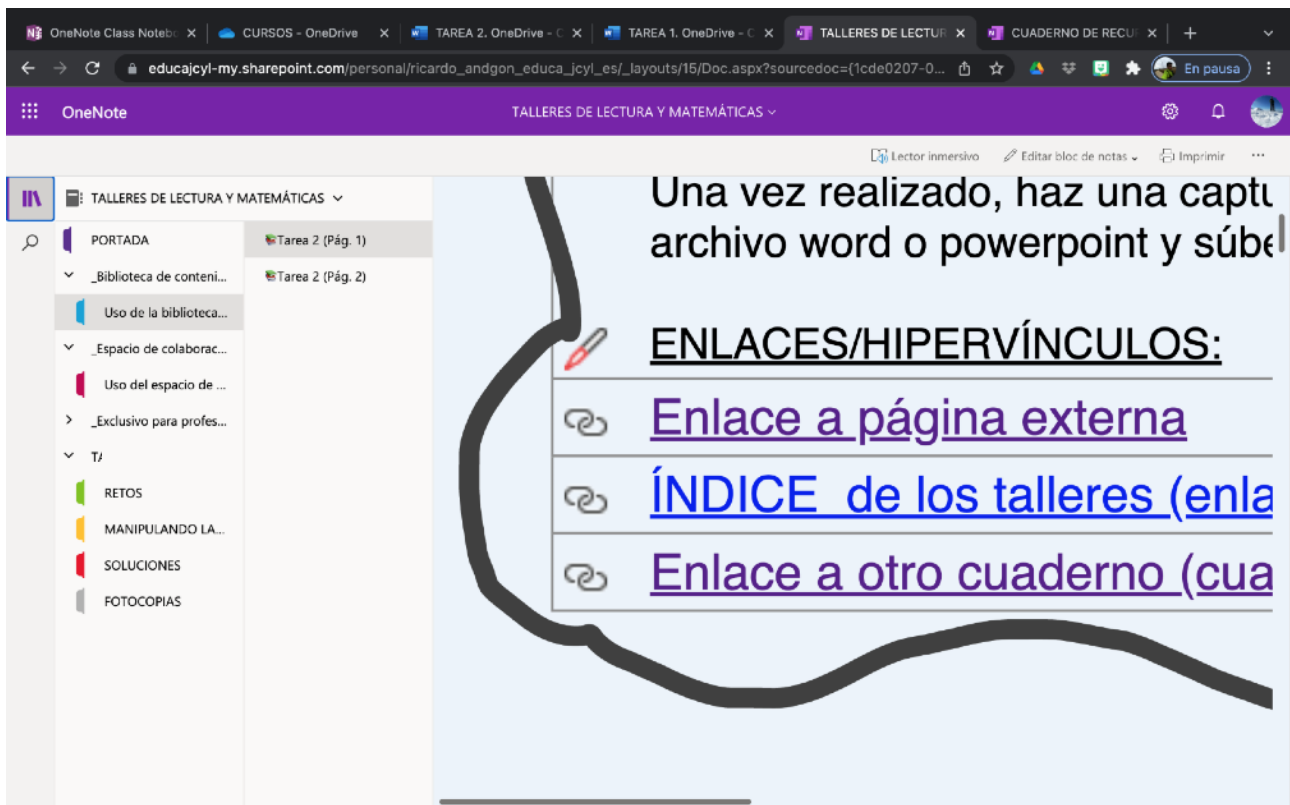 OneNote Class Notebo
CURSOS - OneDrive
TAREA 2. OneDrive - C
TAREA 1. OneDrive - C
TALLERES DE LECTUR
CUADERNO DE RECU
educajcyl-my.sharepoint.com/personal/ricardo_andgon_educa_jcyl_es/_layouts/15/Doc.aspx?sourcedoc={1cde0207-0...
En pausa
OneNote
TALLERES DE LECTURA Y MATEMÁTICAS
Lector inmersivo
Editar bloc de notas
Imprimir
...
TALLERES DE LECTURA Y MATEMÁTICAS
PORTADA
_Biblioteca de conteni...
Uso de la biblioteca...
_Espacio de colaborac...
Uso del espacio de ...
_Exclusivo para profes...
RETOS
MANIPULANDO LA...
SOLUCIONES
FOTOCOPIAS
Tarea 2 (Pág. 1)
Tarea 2 (Pág. 2)
Una vez realizado, haz una captu
archivo word o powerpoint y súbe
ENLACES/HIPERVÍNCULOS:
Enlace a página externa
ÍNDICE de los talleres (enla
Enlace a otro cuaderno (cua